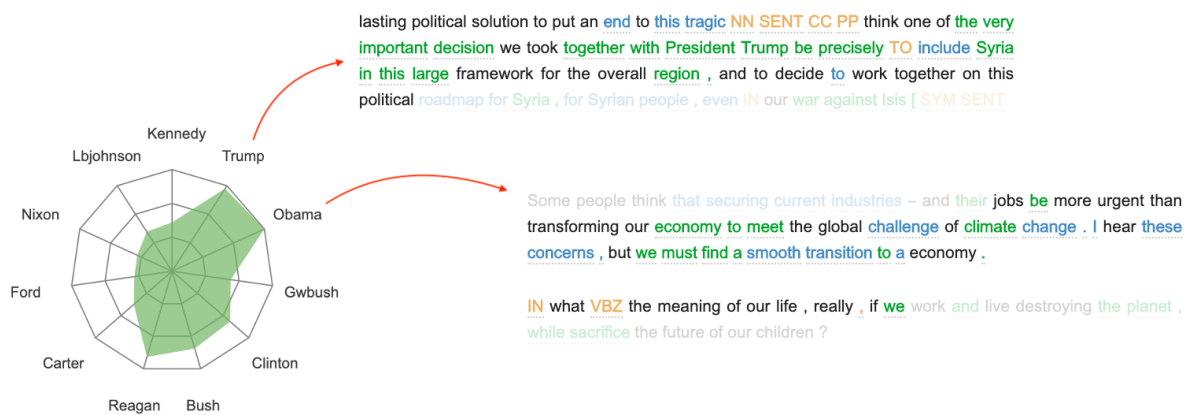 lasting political solution to put an end to this tragic NN SENT CC PP think one of the very
important decision we took together with President Trump be precisely TO include Syria
in this large framework for the overall region , and to decide to work together on this
political roadmap for Syria , for Syrian people , even IN our war against Isis [ SYM SENT
Kennedy
Lbjohnson
Trump
Nixon
Obama
Ford
Gwbush
Carter
Clinton
Reagan
Bush
Some people think that securing current industries – and their jobs be more urgent than
transforming our economy to meet the global challenge of climate change . I hear these
concerns , but we must find a smooth transition to a economy .
IN what VBZ the meaning of our life , really , if we work and live destroying the planet ,
while sacrifice the future of our children ?